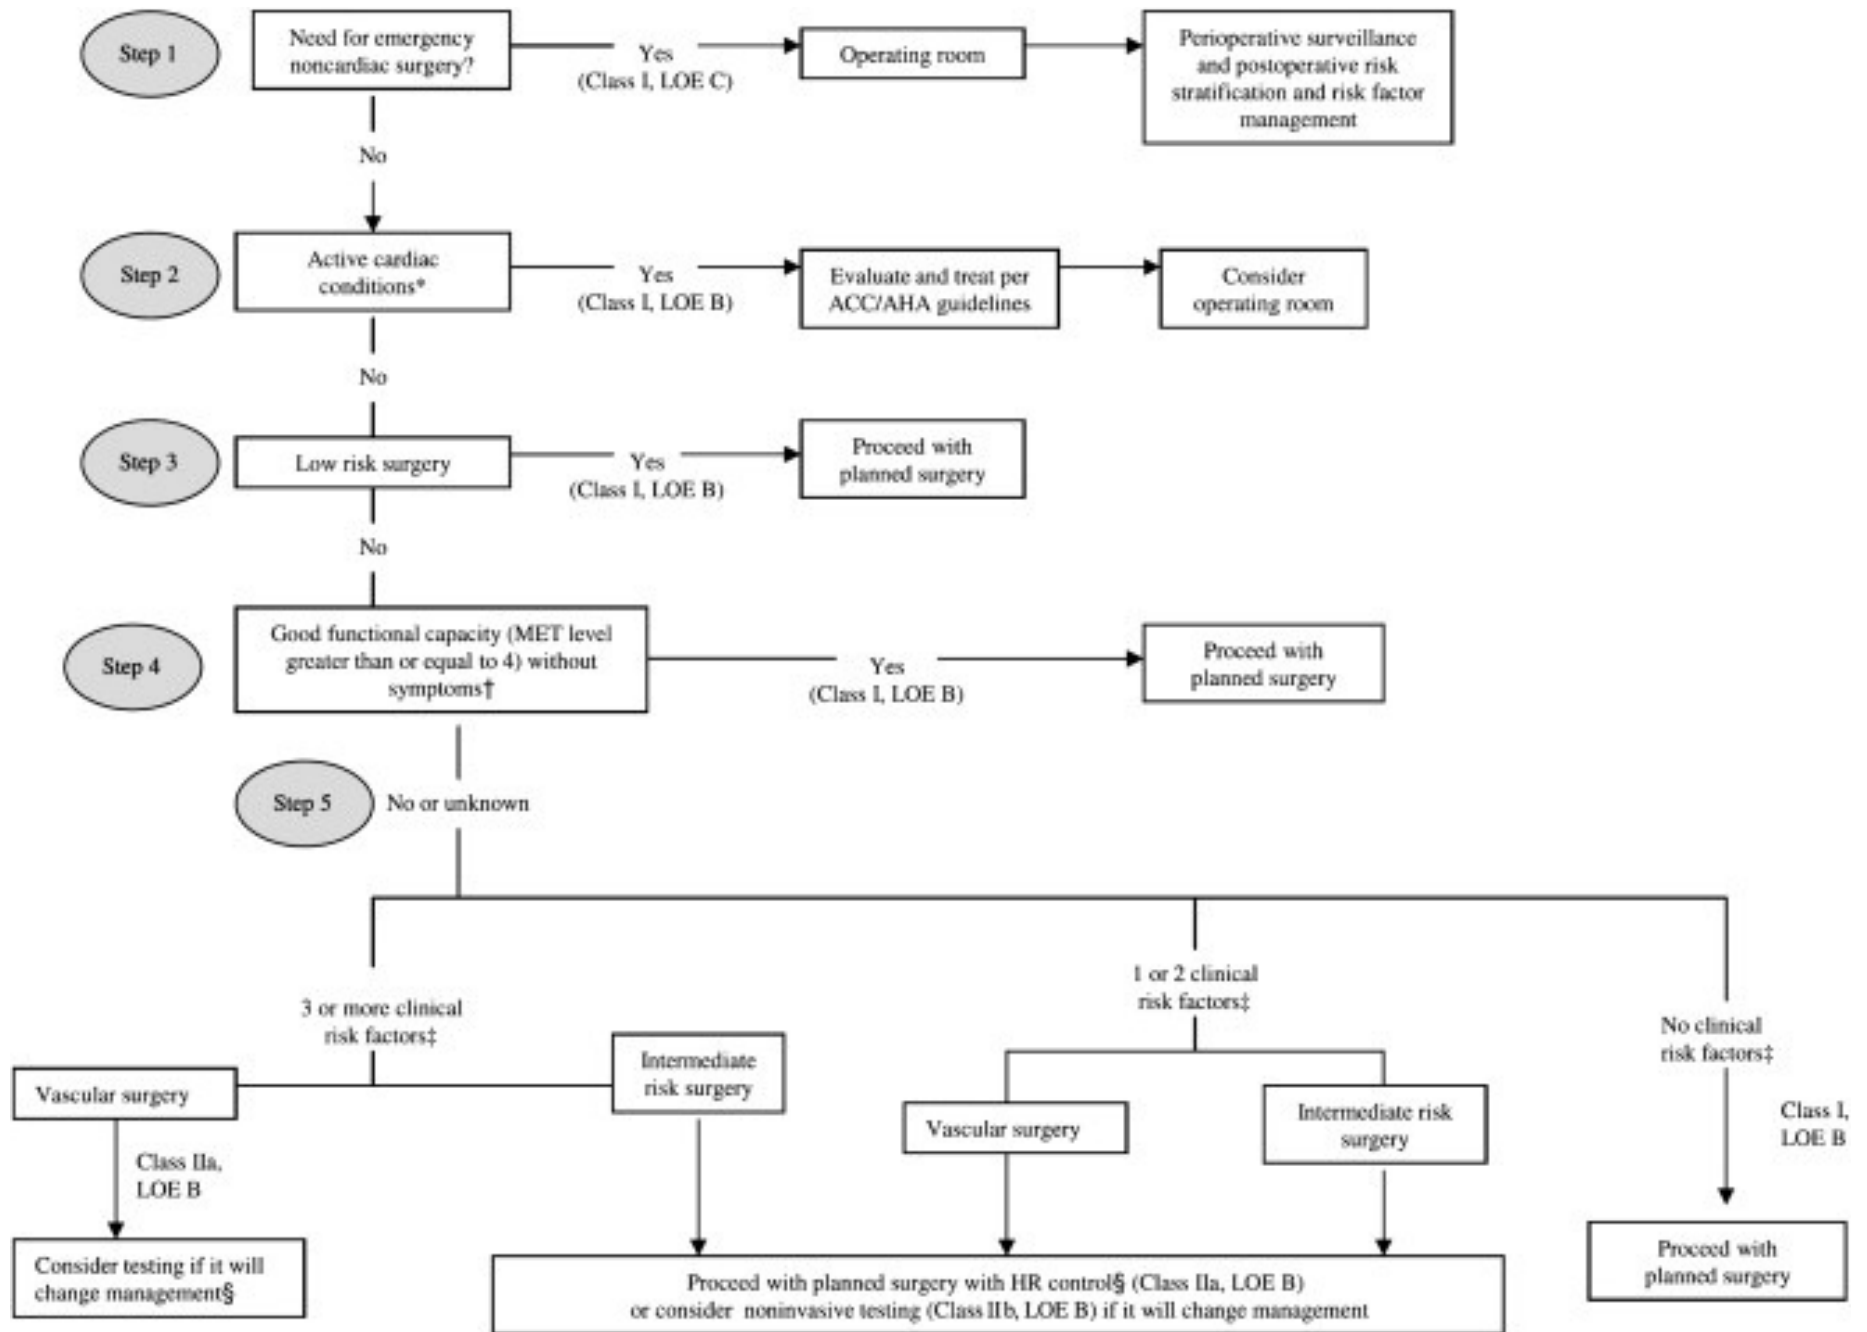 Step 1
Need for emergency
noncardiac surgery?
Yes
(Class I, LOE C)
Operating room
Perioperative surveillance
and postoperative risk
stratification and risk factor
management
No
Step 2
Active cardiac
conditions*
Yes
(Class I, LOE B)
Evaluate and treat per
ACC/AHA guidelines
Consider
operating room
No
Step 3
Low risk surgery
Yes
(Class I, LOE B)
Proceed with
planned surgery
No
Step 4
Good functional capacity (MET level
greater than or equal to 4) without
symptoms†
Yes
(Class I, LOE B)
Proceed with
planned surgery
Step 5
No or unknown
3 or more clinical
risk factors‡
Vascular surgery
Class IIa,
LOE B
Consider testing if it will
change management§
Intermediate
risk surgery
1 or 2 clinical
risk factors‡
Vascular surgery
Intermediate risk
surgery
Proceed with planned surgery with HR control§ (Class IIa, LOE B)
or consider noninvasive testing (Class IIb, LOE B) if it will change management
No clinical
risk factors‡
Class I,
LOE B
Proceed with
planned surgery